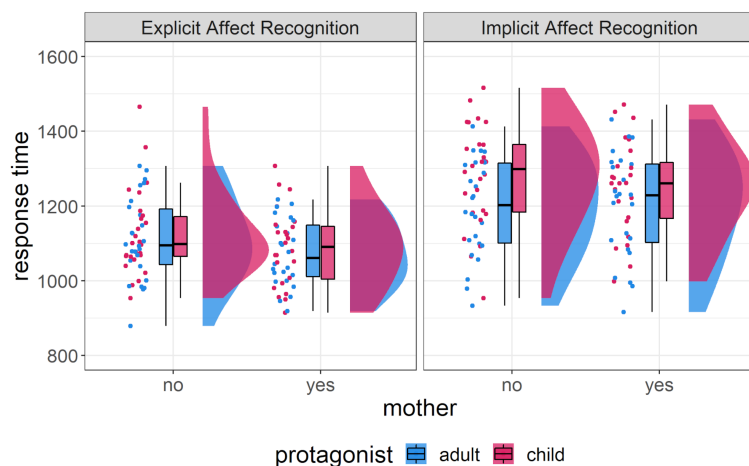 Explicit Affect Recognition
Implicit Affect Recognition
response time
1600
1400
1200
1000
800
no
yes
no
yes
mother
protagonist adult child